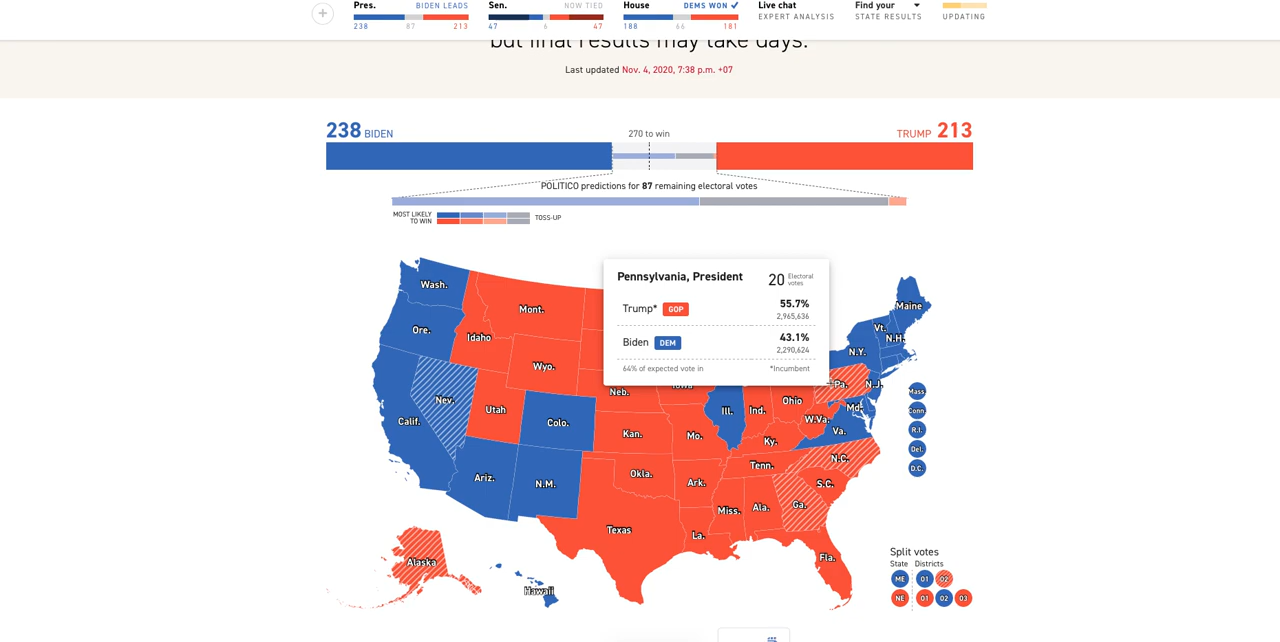 Pres. BIDEN LEADS
238 87 213
Sen. NOW TIED
47 6 47
House DEMS WON ✓
188 66 181
Live chat
EXPERT ANALYSIS
Find your
STATE RESULTS
UPDATING
but final results may take days.
Last updated Nov. 4, 2020, 7:38 p.m. +07
238 BIDEN
270 to win
TRUMP 213
POLITICO predictions for 87 remaining electoral votes
MOST LIKELY
TO WIN
TOSS-UP
Pennsylvania, President
20 Electoral
votes
Trump* GOP 55.7%
2,965,636
Biden DEM 43.1%
2,290,624
64% of expected vote in
*Incumbent
Wash.
Ore.
Idaho
Mont.
Wyo.
Nev.
Utah
Calif.
Colo.
Ariz.
N.M.
Neb.
Kan.
Okla.
Texas
Iowa
Mo.
Ark.
La.
Ill.
Ind.
Ohio
Ky.
Tenn.
Miss.
Ala.
Ga.
Fla.
S.C.
N.C.
Va.
W.Va.
Md.
Pa.
N.J.
N.Y.
Vt.
N.H.
Maine
Mass.
Conn.
R.I.
Del.
D.C.
Alaska
Hawaii
Split votes
State Districts
ME 01 02
NE 01 02 03